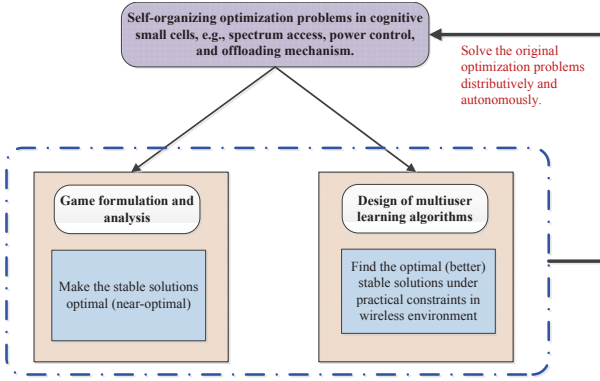 Self-organizing optimization problems in cognitive
small cells, e.g., spectrum access, power control,
and offloading mechanism.
Solve the original
optimization problems
distributively and
autonomously.
Game formulation and
analysis
Make the stable solutions
optimal (near-optimal)
Design of multiuser
learning algorithms
Find the optimal (better)
stable solutions under
practical constraints in
wireless environment